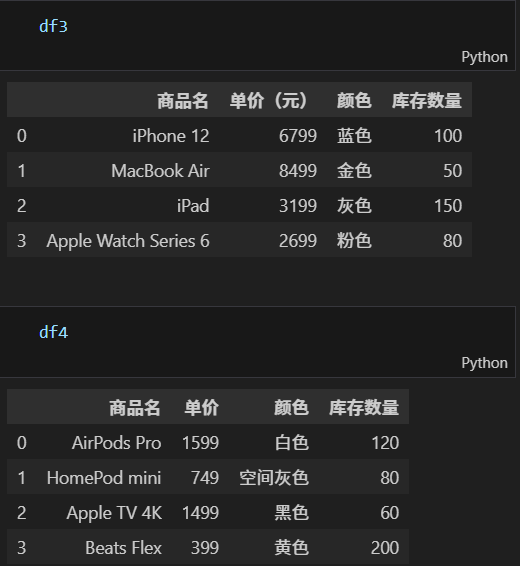 df3
Python
商品名 单价（元） 颜色 库存数量
0 iPhone 12 6799 蓝色 100
1 MacBook Air 8499 金色 50
2 iPad 3199 灰色 150
3 Apple Watch Series 6 2699 粉色 80
df4
Python
商品名 单价 颜色 库存数量
0 AirPods Pro 1599 白色 120
1 HomePod mini 749 空间灰色 80
2 Apple TV 4K 1499 黑色 60
3 Beats Flex 399 黄色 200